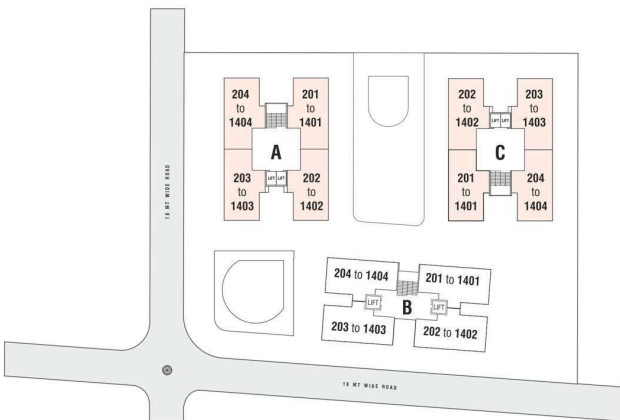 204
to
1404
201
to
1401
LIFT LIFT
A
203
to
1403
202
to
1402
202
to
1402
203
to
1403
LIFT LIFT
C
201
to
1401
204
to
1404
18 MT WIDE ROAD
204 to 1404
201 to 1401
LIFT
B
LIFT
203 to 1403
202 to 1402
18 MT WIDE ROAD